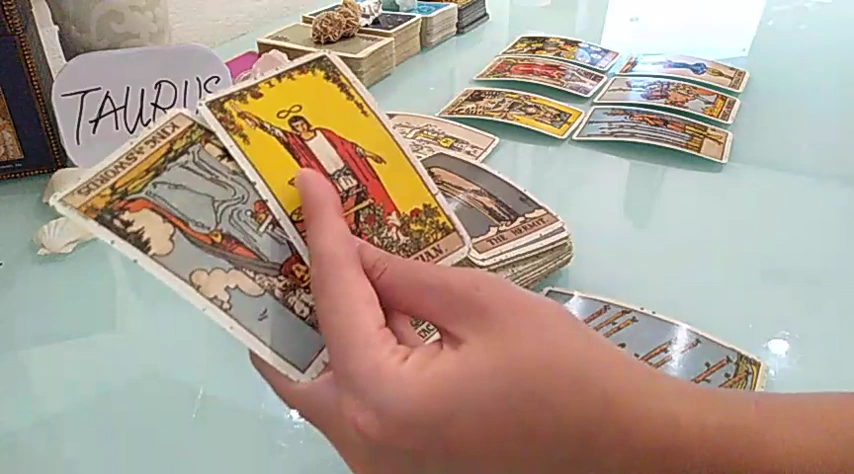 TAURUS
KING of SWORDS
I
THE HERMIT